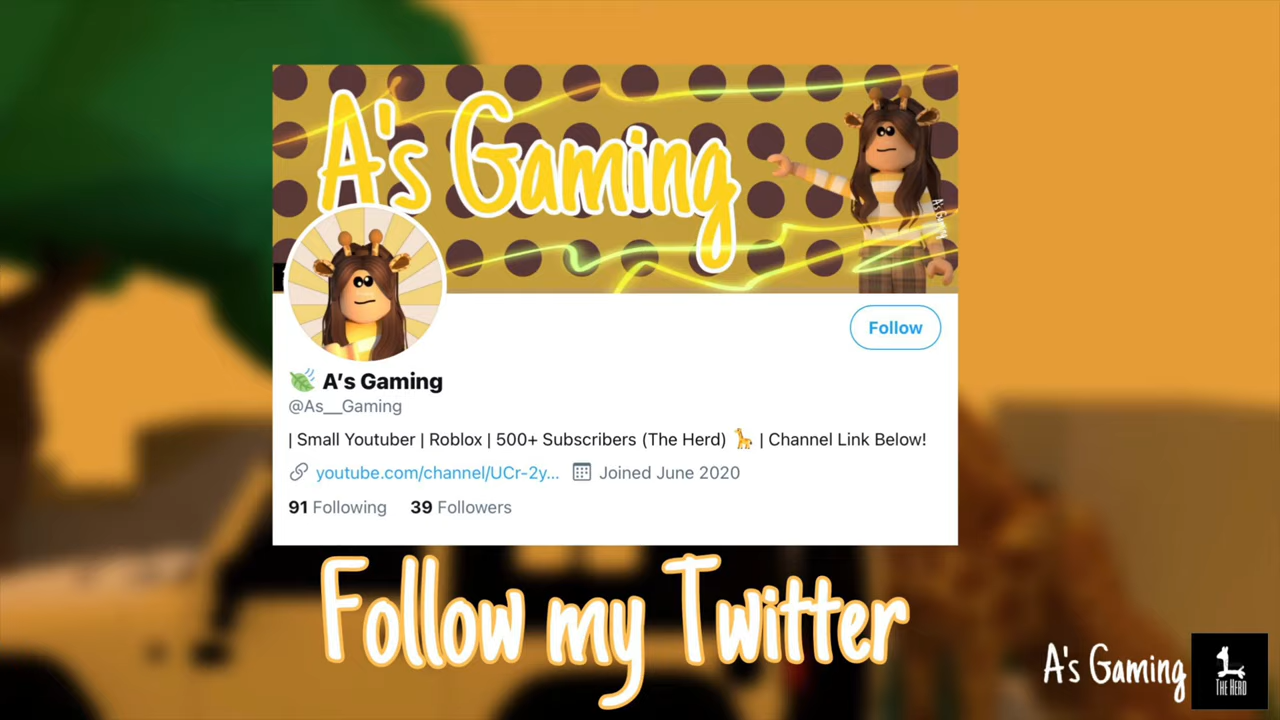 A's Gaming
A's Gaming
Follow
🍃 A's Gaming
@As__Gaming
| Small Youtuber | Roblox | 500+ Subscribers (The Herd) 🦒 | Channel Link Below!
youtube.com/channel/UCr-2y... Joined June 2020
91 Following 39 Followers
Follow my Twitter
A's Gaming
THE HERD